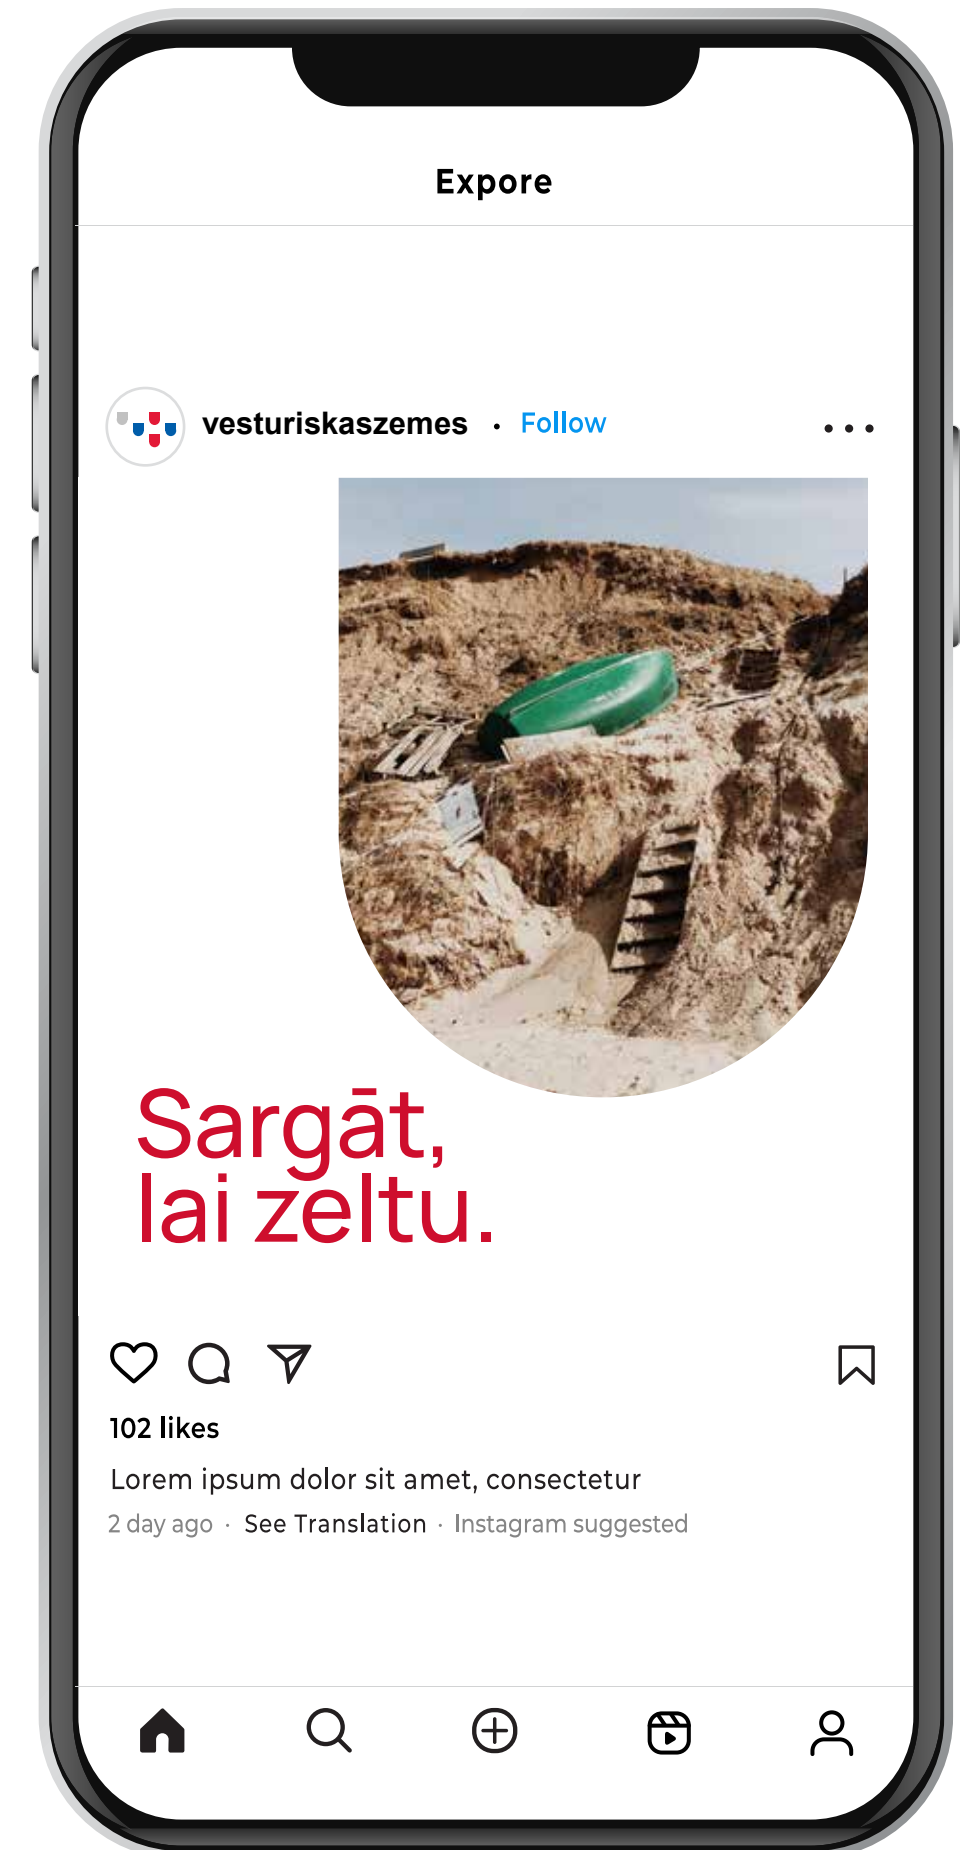 Expore
vesturiskaszemes • Follow
Sargāt,
lai zeltu.
102 likes
Lorem ipsum dolor sit amet, consectetur
2 day ago · See Translation · Instagram suggested